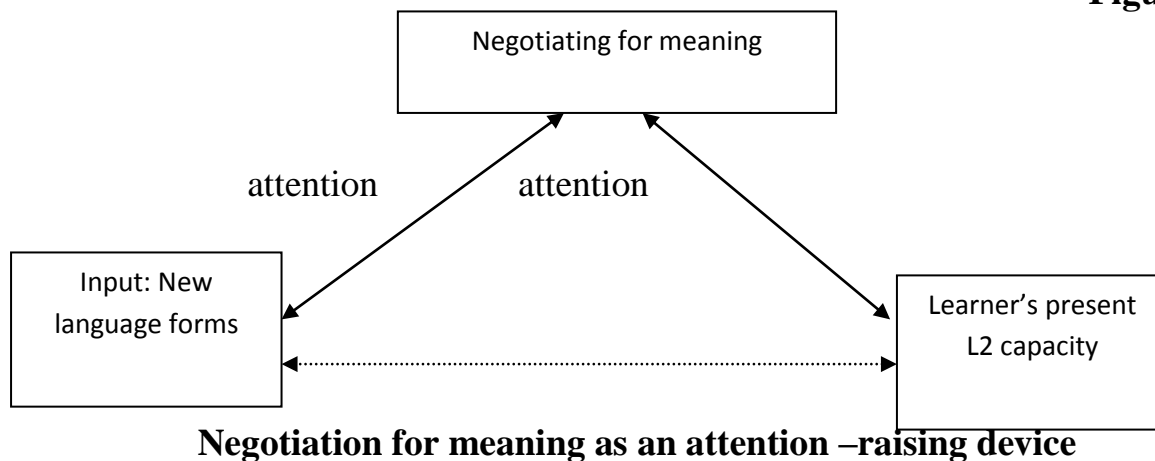 Negotiating for meaning
attention attention
Input: New
language forms
Learner’s present
L2 capacity
Negotiation for meaning as an attention –raising device